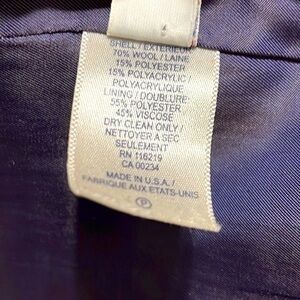 SHELL / EXTERIEUR
70% WOOL / LAINE
15% POLYESTER
15% POLYACRYLIC /
POLYACRYLIQUE
LINING / DOUBLURE
55% POLYESTER
45% VISCOSE
DRY CLEAN ONLY /
NETTOYER A SEC
SEULEMENT
RN 116219
CA 00234
MADE IN U.S.A. /
FABRIQUE AUX ETATS-UNIS
P